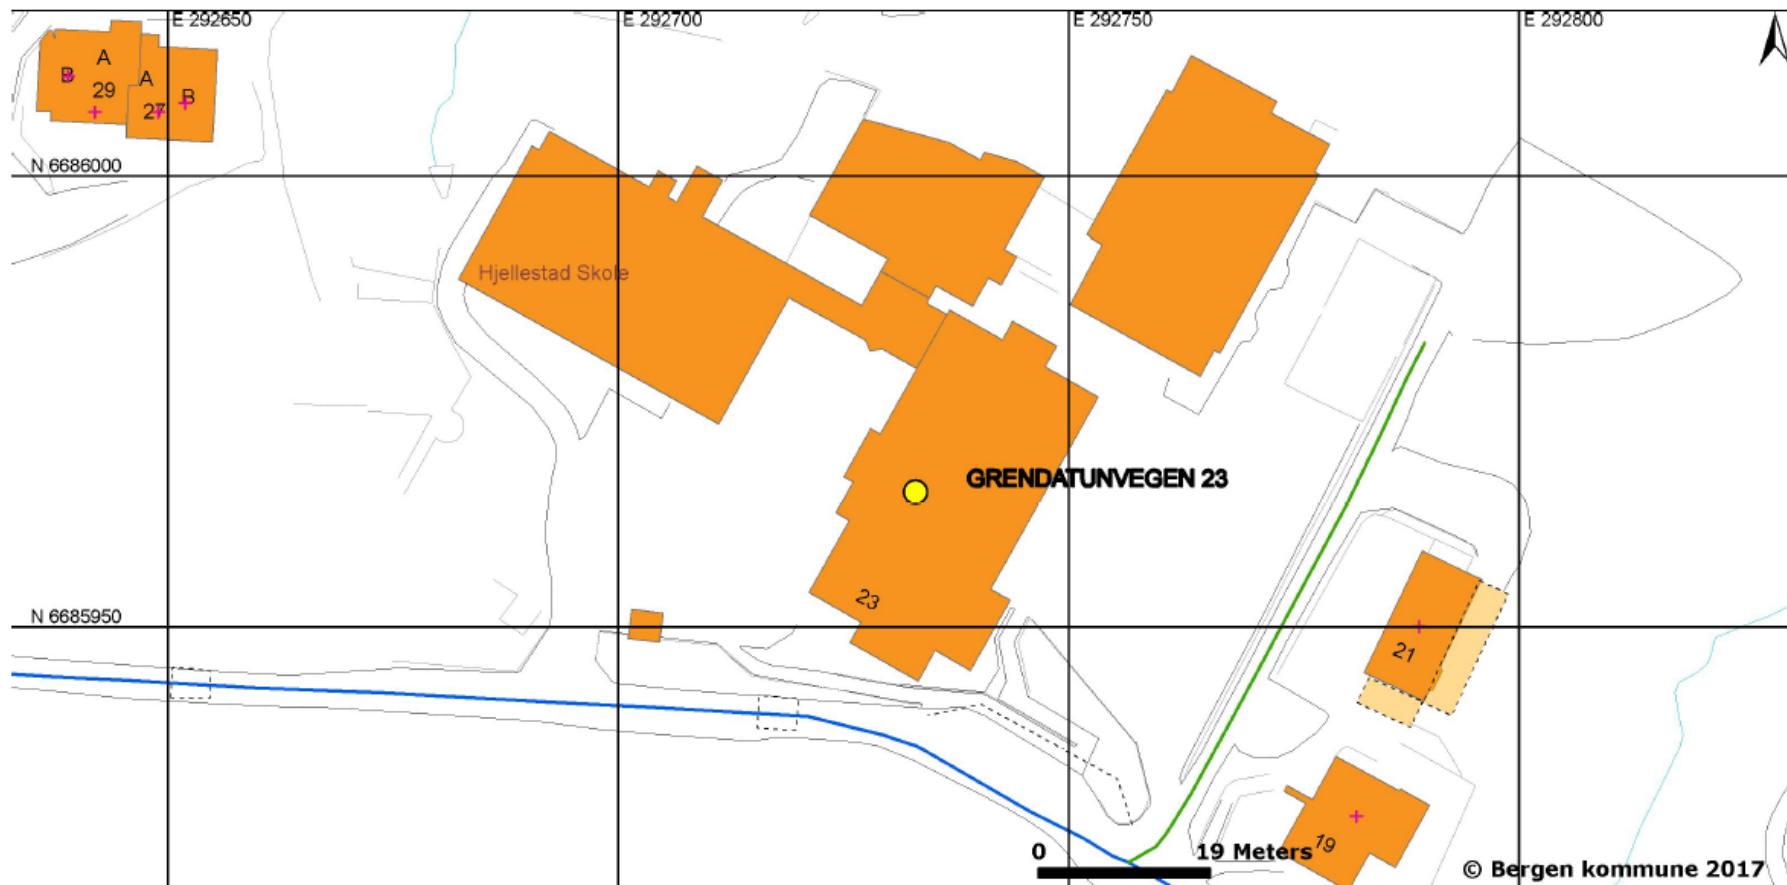 E 292650
E 292700
E 292750
E 292800
A
B
29
A
27
B
N 6686000
Hjellestad Skole
GRENDATUNVEGEN 23
23
N 6685950
21
19
0 19 Meters
© Bergen kommune 2017